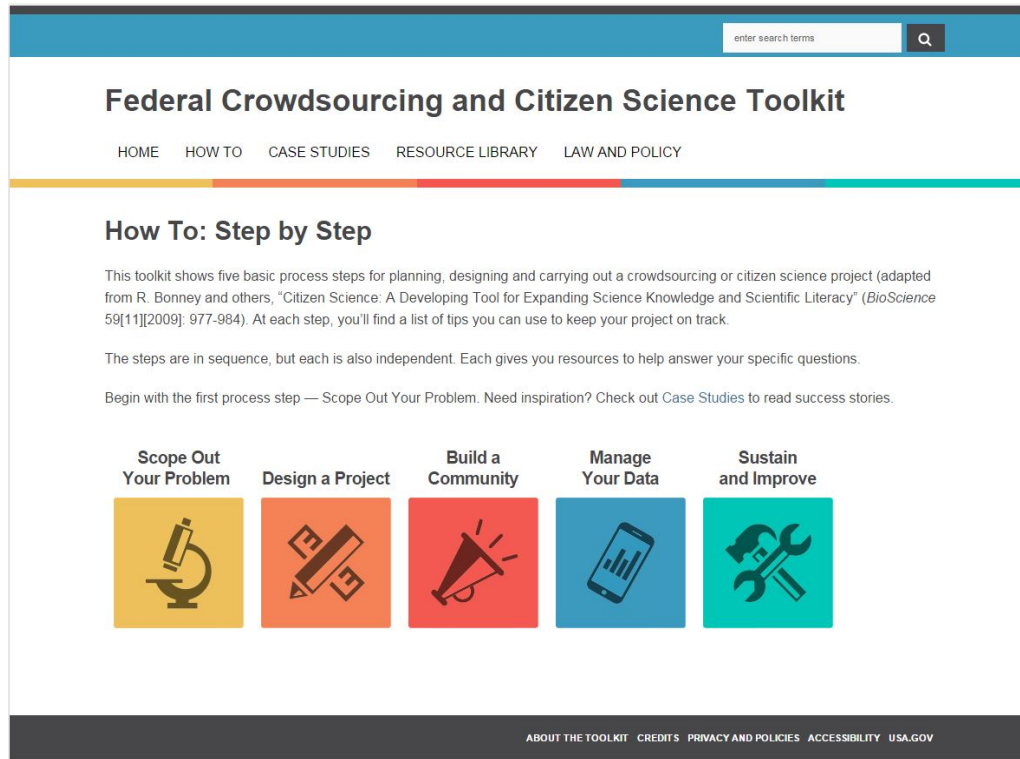 enter search terms
Federal Crowdsourcing and Citizen Science Toolkit
HOME HOW TO CASE STUDIES RESOURCE LIBRARY LAW AND POLICY
How To: Step by Step
This toolkit shows five basic process steps for planning, designing and carrying out a crowdsourcing or citizen science project (adapted
from R. Bonney and others, “Citizen Science: A Developing Tool for Expanding Science Knowledge and Scientific Literacy” (BioScience
59[11][2009]: 977-984). At each step, you’ll find a list of tips you can use to keep your project on track.
The steps are in sequence, but each is also independent. Each gives you resources to help answer your specific questions.
Begin with the first process step — Scope Out Your Problem. Need inspiration? Check out Case Studies to read success stories.
Scope Out
Your Problem
Design a Project
Build a
Community
Manage
Your Data
Sustain
and Improve
ABOUT THE TOOLKIT CREDITS PRIVACY AND POLICIES ACCESSIBILITY USA.GOV